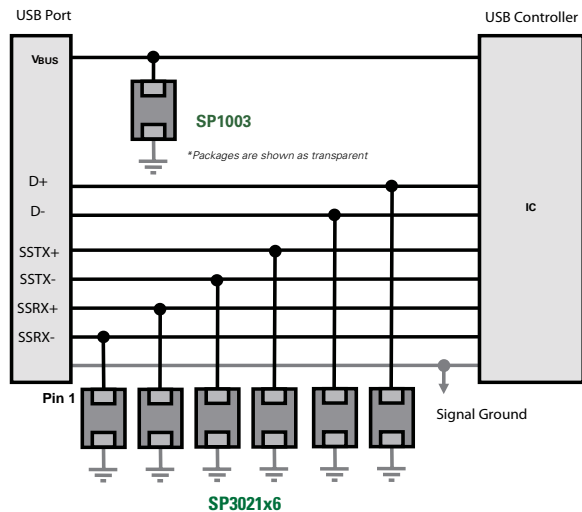 USB Port
USB Controller
VBUS
SP1003
*Packages are shown as transparent
D+
D-
IC
SSTX+
SSTX-
SSRX+
SSRX-
Pin 1
Signal Ground
SP3021x6